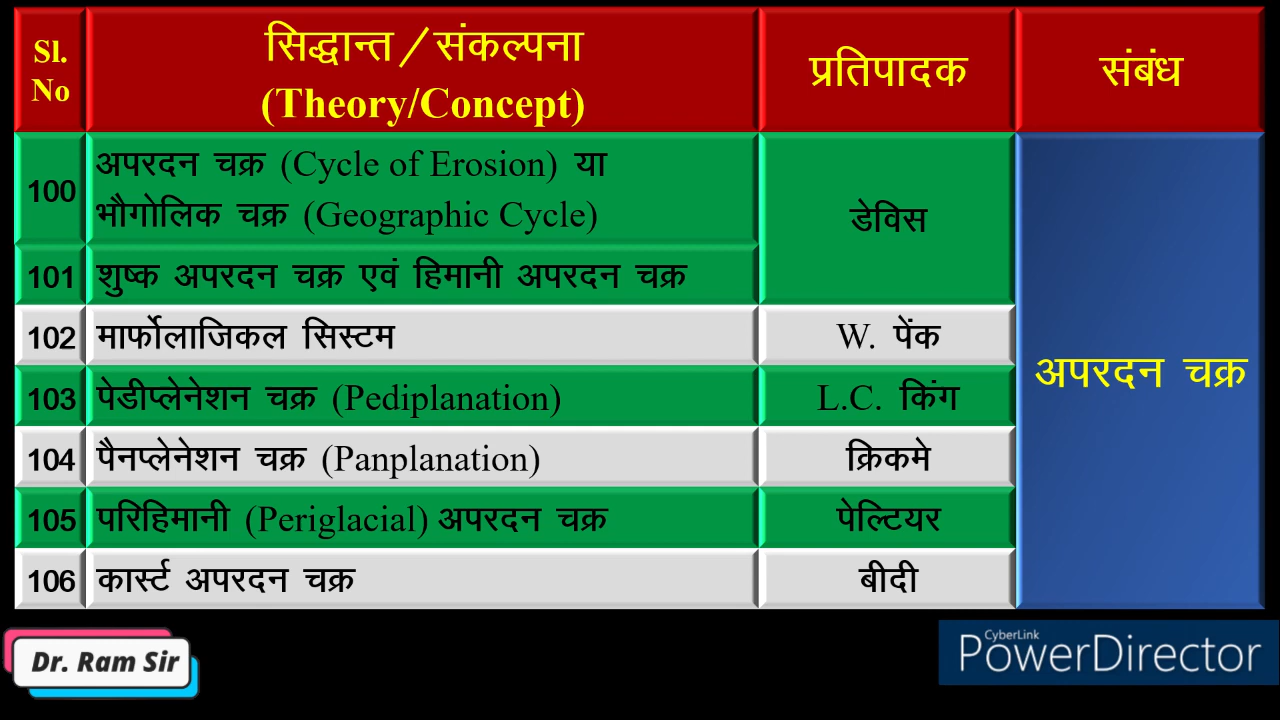 Sl.
No
सिद्धान्त/संकल्पना
(Theory/Concept)
प्रतिपादक
संबंध
100
अपरदन चक्र (Cycle of Erosion) या
भौगोलिक चक्र (Geographic Cycle)
डेविस
101
शुष्क अपरदन चक्र एवं हिमानी अपरदन चक्र
102
मार्फोलाजिकल सिस्टम
W. पेंक
103
पेडीप्लेनेशन चक्र (Pediplanation)
L.C. किंग
अपरदन चक्र
104
पैनप्लेनेशन चक्र (Panplanation)
क्रिकमे
105
परिहिमानी (Periglacial) अपरदन चक्र
पेल्टियर
106
कार्स्ट अपरदन चक्र
बीदी
Dr. Ram Sir
CyberLink
PowerDirector